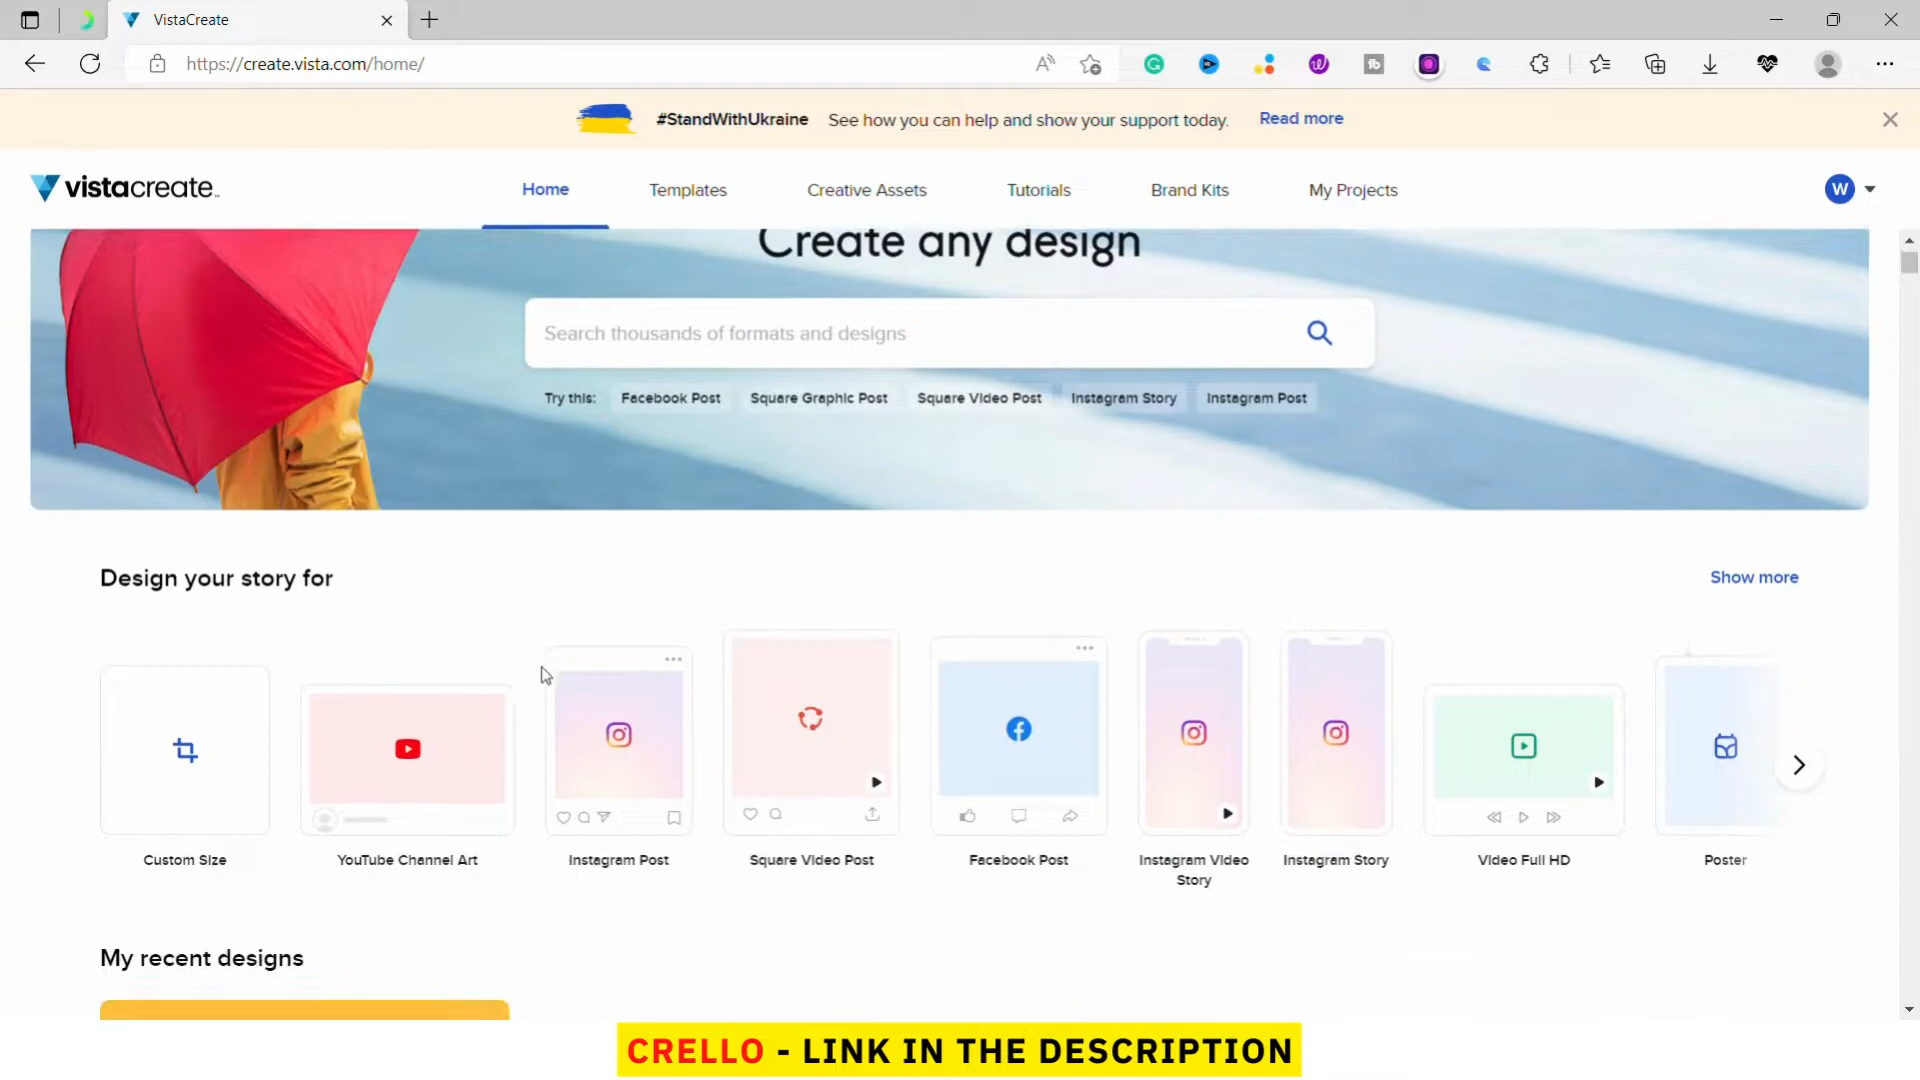 VistaCreate
https://create.vista.com/home/
#StandWithUkraine See how you can help and show your support today. Read more
vistacreate
Home Templates Creative Assets Tutorials Brand Kits My Projects
W
Create any design
Search thousands of formats and designs
Try this: Facebook Post Square Graphic Post Square Video Post Instagram Story Instagram Post
Design your story for
Show more
Custom Size
YouTube Channel Art
Instagram Post
Square Video Post
Facebook Post
Instagram Video
Story
Instagram Story
Video Full HD
Poster
My recent designs
CRELLO - LINK IN THE DESCRIPTION